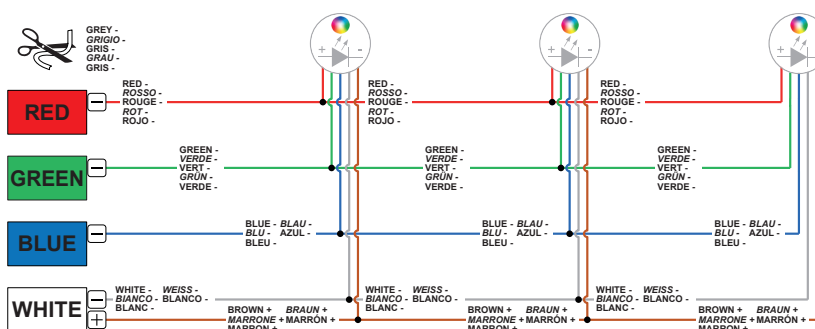 GREY -
GRIGIO -
GRIS -
GRAU -
GRIS -
+ -
+ -
+ -
RED
−
RED -
ROSSO -
ROUGE -
ROT -
ROJO -
RED -
ROSSO -
ROUGE -
ROT -
ROJO -
RED -
ROSSO -
ROUGE -
ROT -
ROJO -
GREEN
−
GREEN -
VERDE -
VERT -
GRÜN -
VERDE -
GREEN -
VERDE -
VERT -
GRÜN -
VERDE -
GREEN -
VERDE -
VERT -
GRÜN -
VERDE -
BLUE
−
BLUE - BLAU -
BLU - AZUL -
BLEU -
BLUE - BLAU -
BLU - AZUL -
BLEU -
BLUE - BLAU -
BLU - AZUL -
BLEU -
WHITE
−
+
WHITE - WEISS -
BIANCO - BLANCO -
BLANC -
WHITE - WEISS -
BIANCO - BLANCO -
BLANC -
WHITE - WEISS -
BIANCO - BLANCO -
BLANC -
BROWN + BRAUN +
MARRONE + MARRÓN +
MARRON +
BROWN + BRAUN +
MARRONE + MARRÓN +
MARRON +
BROWN + BRAUN +
MARRONE + MARRÓN +
MARRON +